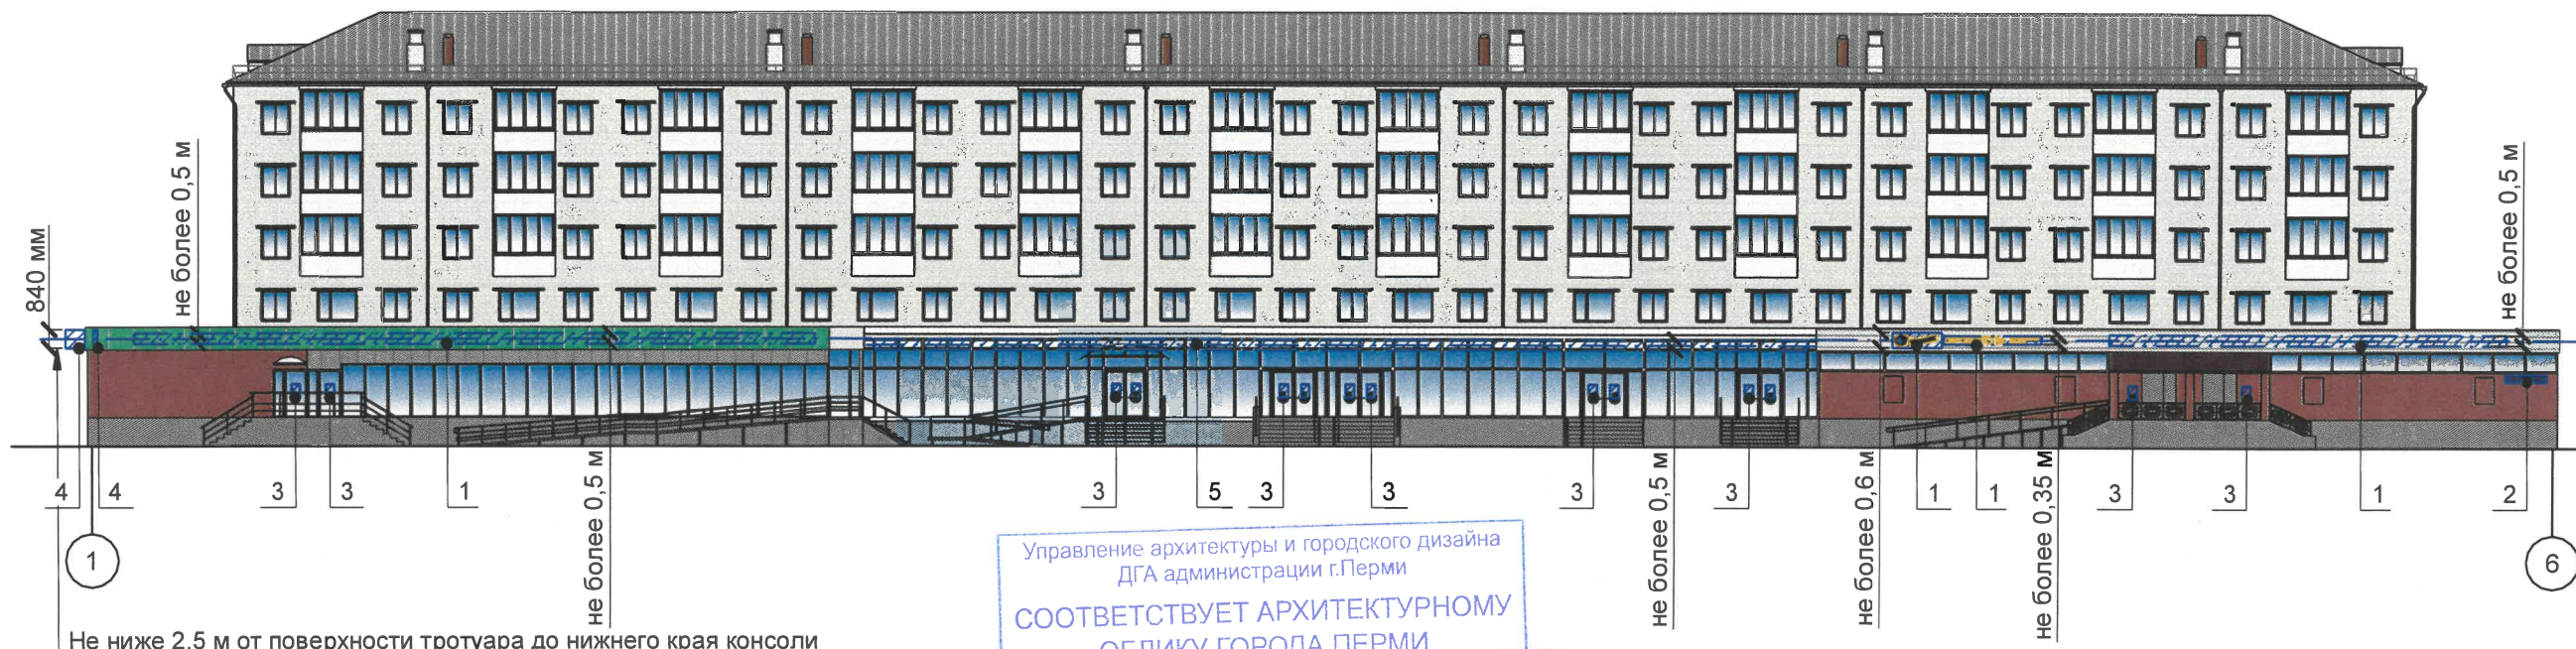 840 мм
не более 0,5 м
не более 0,5 м
4
4
3
3
1
не более 0,5 м
3
5
3
3
3
не более 0,5 м
3
не более 0,6 м
1
1
не более 0,35 м
3
3
1
2
1
6
Не ниже 2,5 м от поверхности тротуара до нижнего края консоли
Управление архитектуры и городского дизайна
ДГА администрации г.Перми
СООТВЕТСТВУЕТ АРХИТЕКТУРНОМУ
ОБЛИКУ ГОРОДА ПЕРМИ